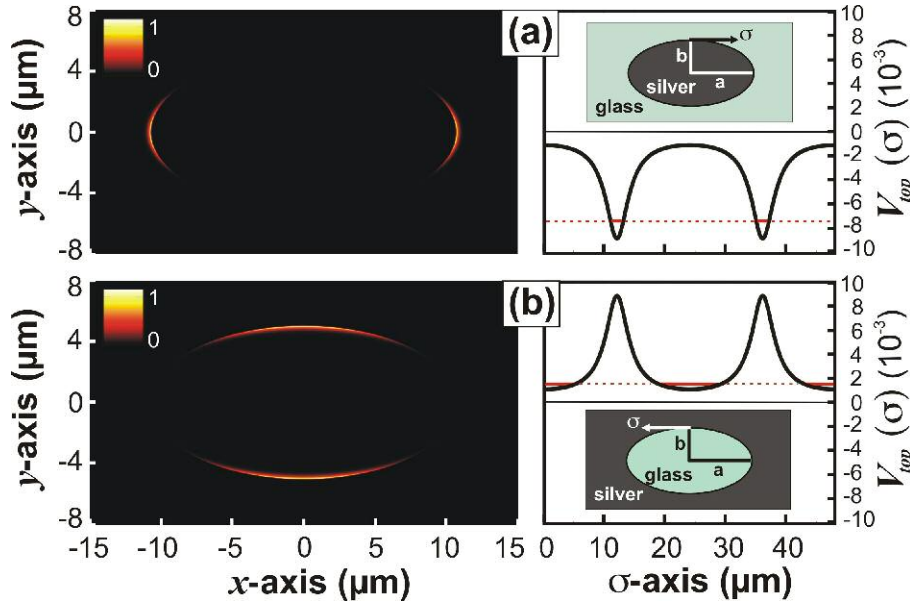 8
4
0
-4
-8
y-axis (μm)
1
0
(a)
σ
b
silver
a
glass
10
8
6
4
2
0
-2
-4
-6
-8
-10
V_top (σ) (10⁻³)
8
4
0
-4
-8
y-axis (μm)
1
0
(b)
σ
b
glass
a
silver
10
8
6
4
2
0
-2
-4
-6
-8
-10
V_top (σ) (10⁻³)
-15 -10 -5 0 5 10 15
x-axis (μm)
0 10 20 30 40
σ-axis (μm)